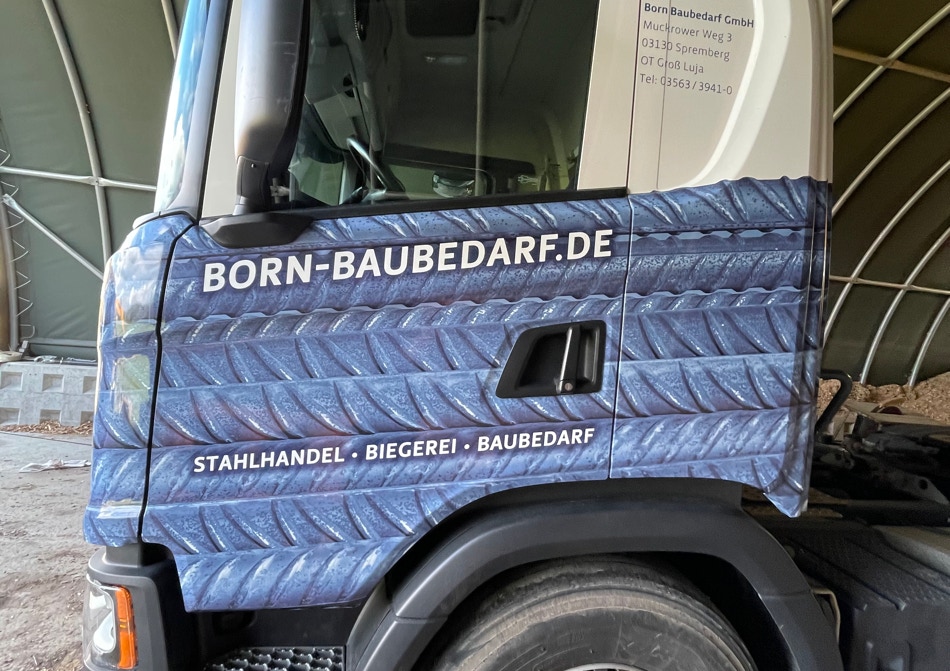 Born Baubedarf GmbH
Muckrower Weg 3
03130 Spremberg
OT Groß Luja
Tel: 03563 / 3941-0
BORN-BAUBEDARF.DE
STAHLHANDEL • BIEGEREI • BAUBEDARF